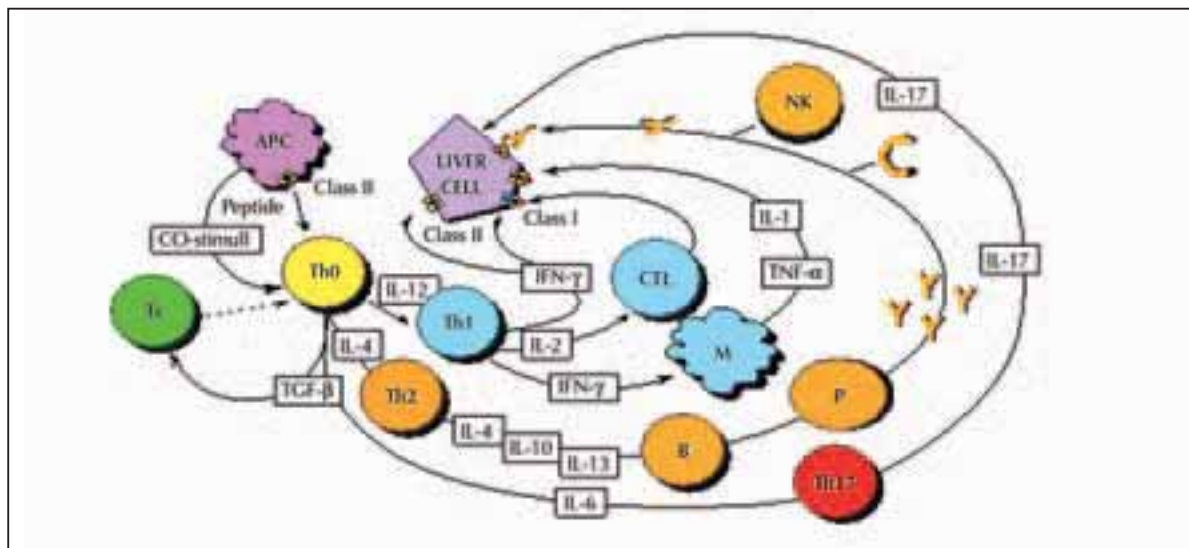 IL-17
NK
APC
LIVER
CELL
Class II
Peptide
Class I
Class II
IL-1
CO-stimuli
Th0
IFN-γ
CTL
TNF-α
IL-17
IL-12
Th1
IL-4
IL-2
M
TGF-β
Th2
IFN-γ
P
IL-4
IL-10
IL-13
B
Th17
IL-6